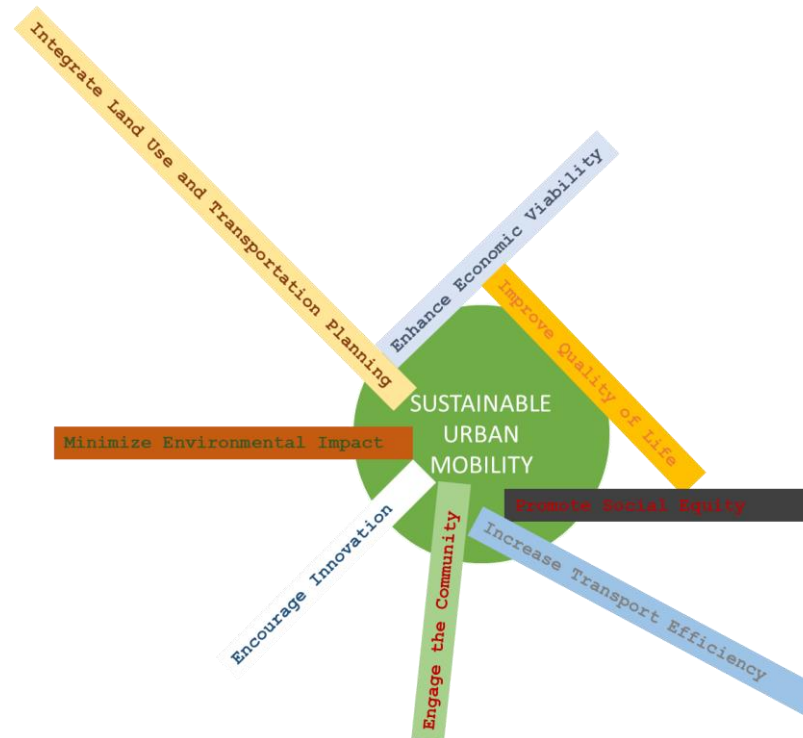 Integrate Land Use and Transportation Planning
Enhance Economic Viability
Improve Quality of Life
SUSTAINABLE
URBAN
MOBILITY
Minimize Environmental Impact
Promote Social Equity
Increase Transport Efficiency
Encourage Innovation
Engage the Community